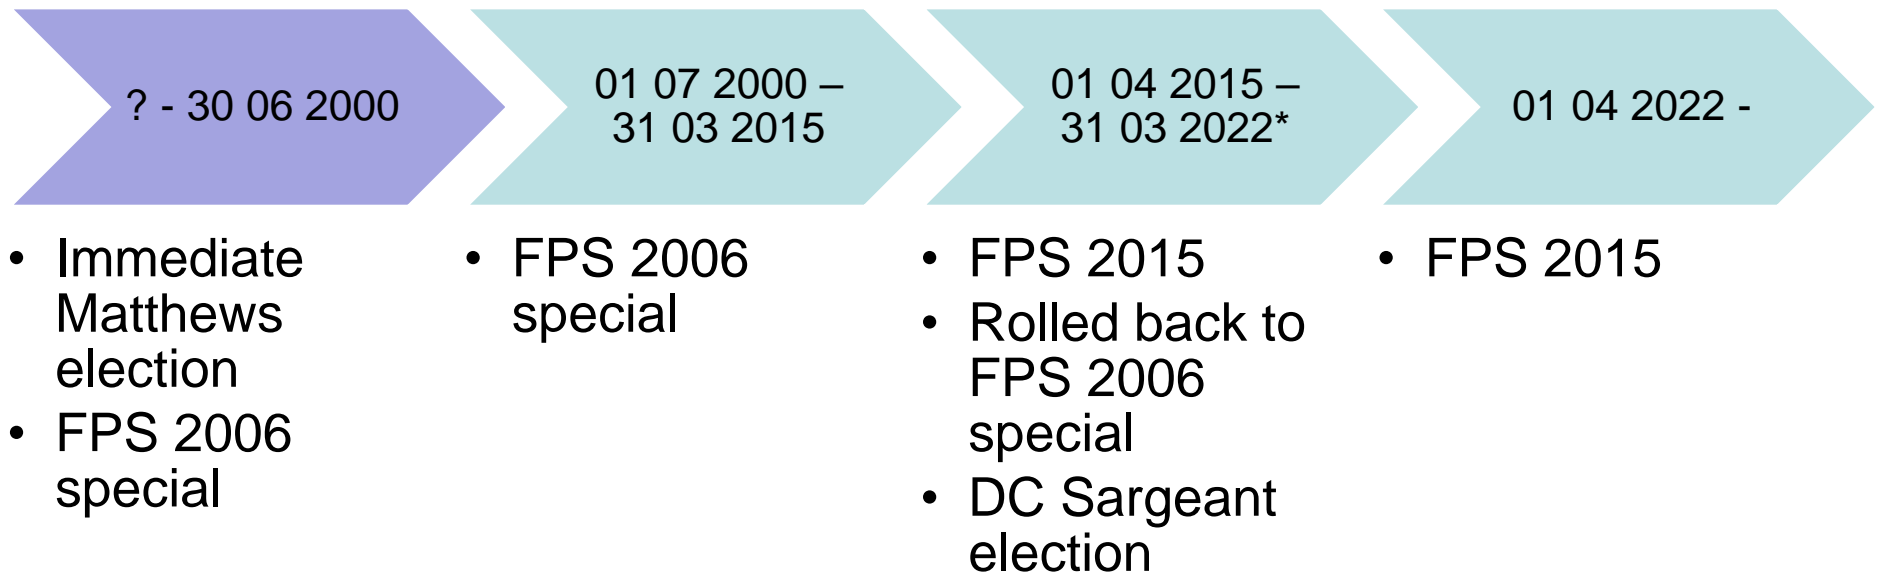 ? - 30 06 2000
01 07 2000 –
31 03 2015
01 04 2015 –
31 03 2022*
01 04 2022 -
• Immediate
Matthews
election
• FPS 2006
special
• FPS 2006
special
• FPS 2015
• Rolled back to
FPS 2006
special
• DC Sargeant
election
• FPS 2015